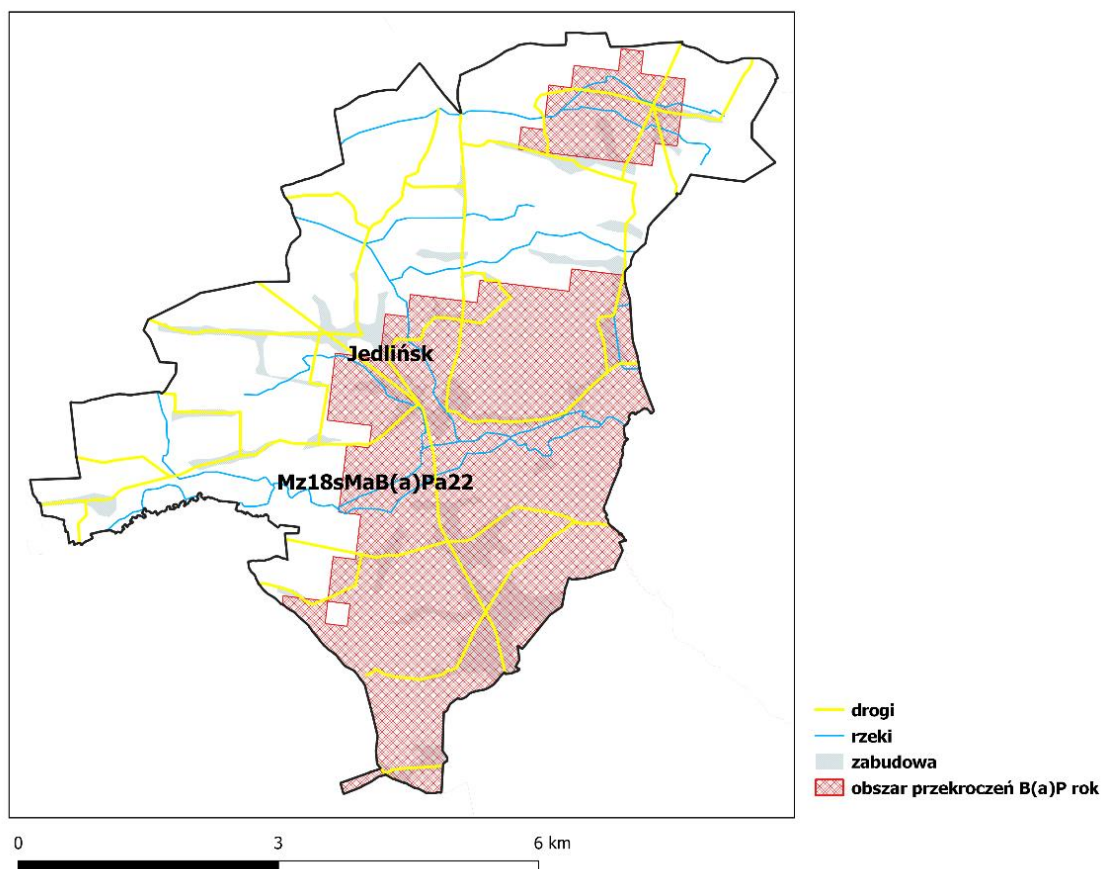 Jedlińsk
Mz18sMaB(a)Pa22
drogi
rzeki
zabudowa
obszar przekroczeń B(a)P rok
0 3 6 km